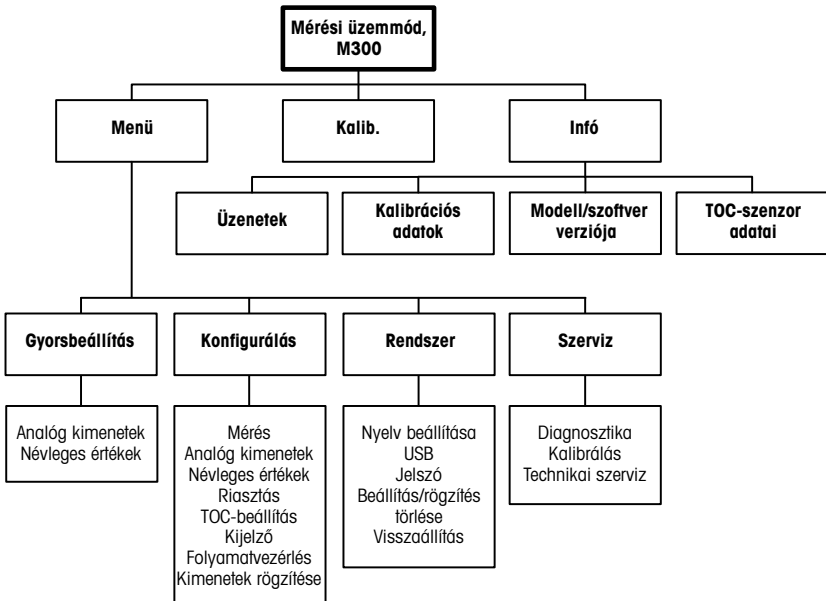 Mérési üzemmód,
M300
Menü
Kalib.
Infó
Üzenetek
Kalibrációs
adatok
Modell/szoftver
verziója
TOC-szenzor
adatai
Gyorsbeállítás
Konfigurálás
Rendszer
Szerviz
Analóg kimenetek
Névleges értékek
Mérés
Analóg kimenetek
Névleges értékek
Riasztás
TOC-beállítás
Kijelző
Folyamatvezérlés
Kimenetek rögzítése
Nyelv beállítása
USB
Jelszó
Beállítás/rögzítés
törlése
Visszaállítás
Diagnosztika
Kalibrálás
Technikai szerviz